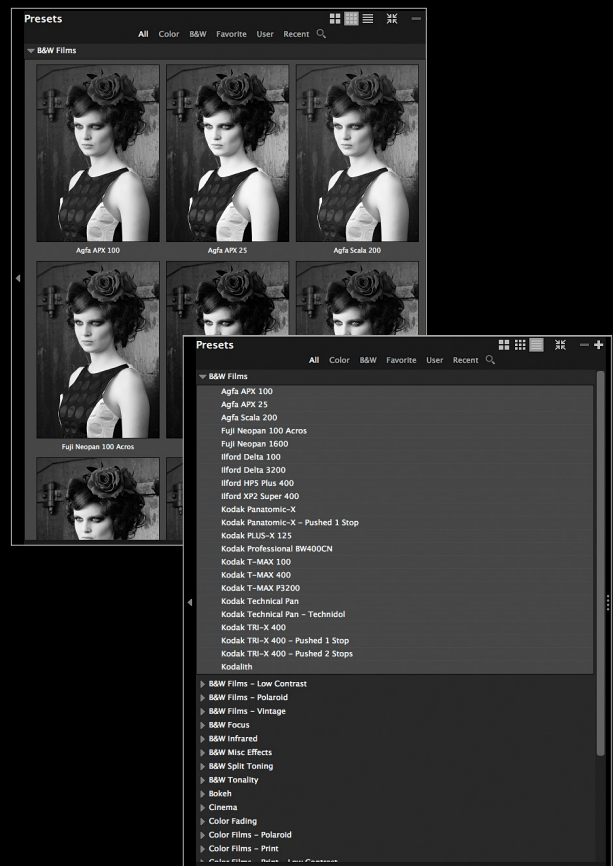 Presets
All Color B&W Favorite User Recent
B&W Films
Agfa APX 100
Agfa APX 25
Agfa Scala 200
Fuji Neopan 100 Acros
Presets
All Color B&W Favorite User Recent
B&W Films
Agfa APX 100
Agfa APX 25
Agfa Scala 200
Fuji Neopan 100 Acros
Fuji Neopan 1600
Ilford Delta 100
Ilford Delta 3200
Ilford HP5 Plus 400
Ilford XP2 Super 400
Kodak Panatomic-X
Kodak Panatomic-X - Pushed 1 Stop
Kodak PLUS-X 125
Kodak Professional BW400CN
Kodak T-MAX 100
Kodak T-MAX 400
Kodak T-MAX P3200
Kodak Technical Pan
Kodak Technical Pan - Technidol
Kodak TRI-X 400
Kodak TRI-X 400 - Pushed 1 Stop
Kodak TRI-X 400 - Pushed 2 Stops
Kodalith
B&W Films - Low Contrast
B&W Films - Polaroid
B&W Films - Vintage
B&W Focus
B&W Infrared
B&W Misc Effects
B&W Split Toning
B&W Tonality
Bokeh
Cinema
Color Fading
Color Films - Polaroid
Color Films - Print
Color Films - Print - Low Contrast